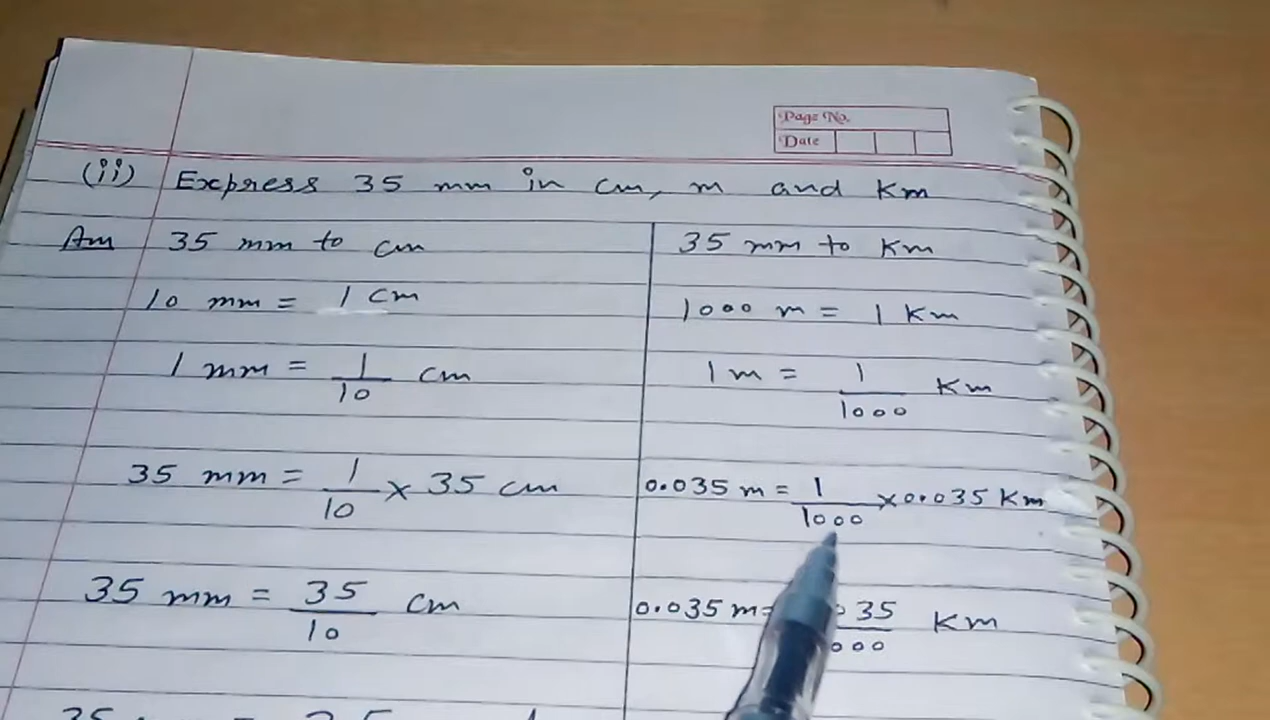 Page No.
Date
(ii) Express 35 mm in cm, m and Km
Ans 35 mm to cm
10 mm = 1 cm
1 mm = 1/10 cm
35 mm = 1/10 × 35 cm
35 mm = 35/10 cm
35 mm to Km
1000 m = 1 Km
1 m = 1/1000 Km
0.035 m = 1/1000 × 0.035 Km
0.035 m = 35/000 Km